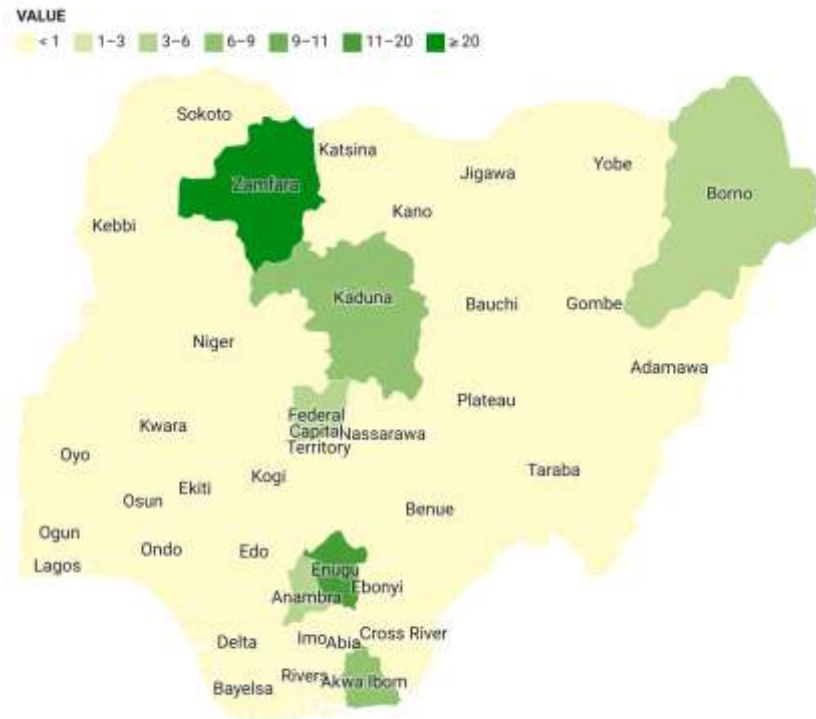 VALUE
< 1 1–3 3–6 6–9 9–11 11–20 ≥ 20
Sokoto
Katsina
Yobe
Jigawa
Zamfara
Borno
Kano
Kebbi
Kaduna
Bauchi
Gombe
Niger
Adamawa
Plateau
Federal
Capital
Territory
Nassarawa
Kwara
Oyo
Taraba
Kogi
Ekiti
Osun
Benue
Ogun
Ondo
Edo
Lagos
Enugu
Ebonyi
Anambra
Cross River
Delta
Imo
Abia
Rivers
Akwa Ibom
Bayelsa